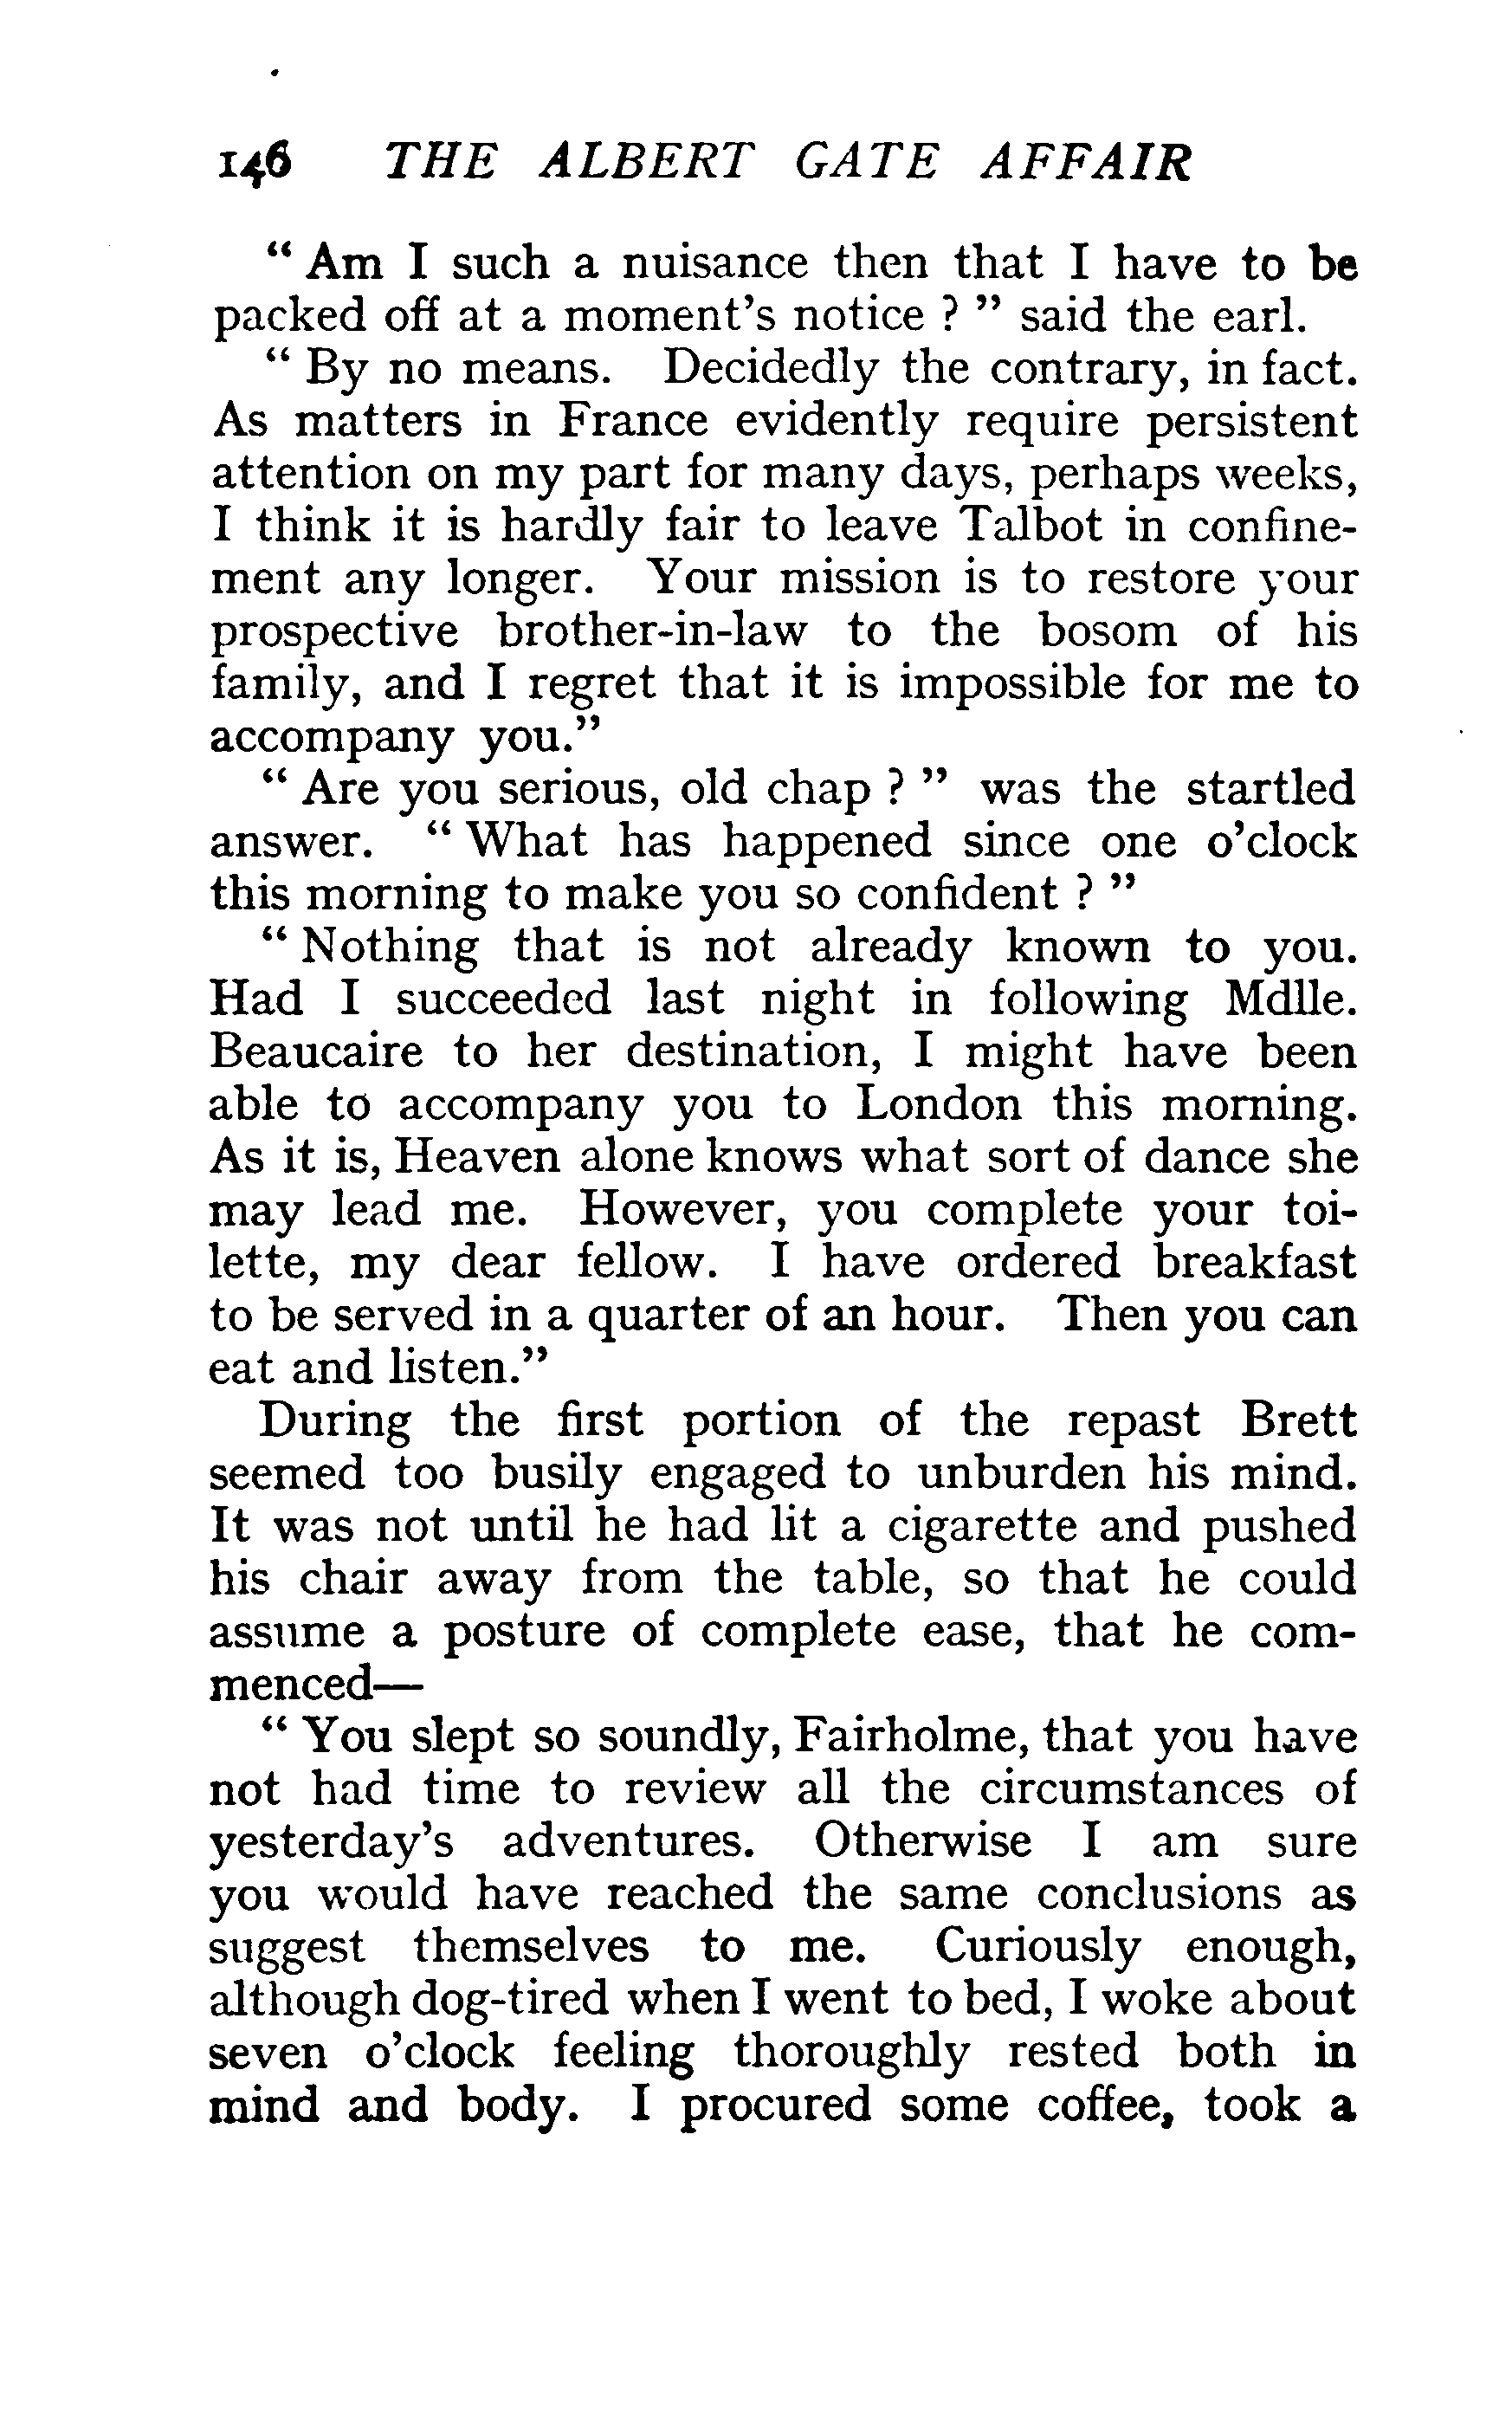 146 THE ALBERT GATE AFFAIR
“ Am I such a nuisance then that I have to be
packed off at a moment’s notice ? ” said the earl.
“ By no means. Decidedly the contrary, in fact.
As matters in France evidently require persistent
attention on my part for many days, perhaps weeks,
I think it is hardly fair to leave Talbot in confine-
ment any longer. Your mission is to restore your
prospective brother-in-law to the bosom of his
family, and I regret that it is impossible for me to
accompany you.”
“ Are you serious, old chap ? ” was the startled
answer. “ What has happened since one o’clock
this morning to make you so confident ? ”
“ Nothing that is not already known to you.
Had I succeeded last night in following Mdlle.
Beaucaire to her destination, I might have been
able to accompany you to London this morning.
As it is, Heaven alone knows what sort of dance she
may lead me. However, you complete your toi-
lette, my dear fellow. I have ordered breakfast
to be served in a quarter of an hour. Then you can
eat and listen.”
During the first portion of the repast Brett
seemed too busily engaged to unburden his mind.
It was not until he had lit a cigarette and pushed
his chair away from the table, so that he could
assume a posture of complete ease, that he com-
menced—
“ You slept so soundly, Fairholme, that you have
not had time to review all the circumstances of
yesterday’s adventures. Otherwise I am sure
you would have reached the same conclusions as
suggest themselves to me. Curiously enough,
although dog-tired when I went to bed, I woke about
seven o’clock feeling thoroughly rested both in
mind and body. I procured some coffee, took a